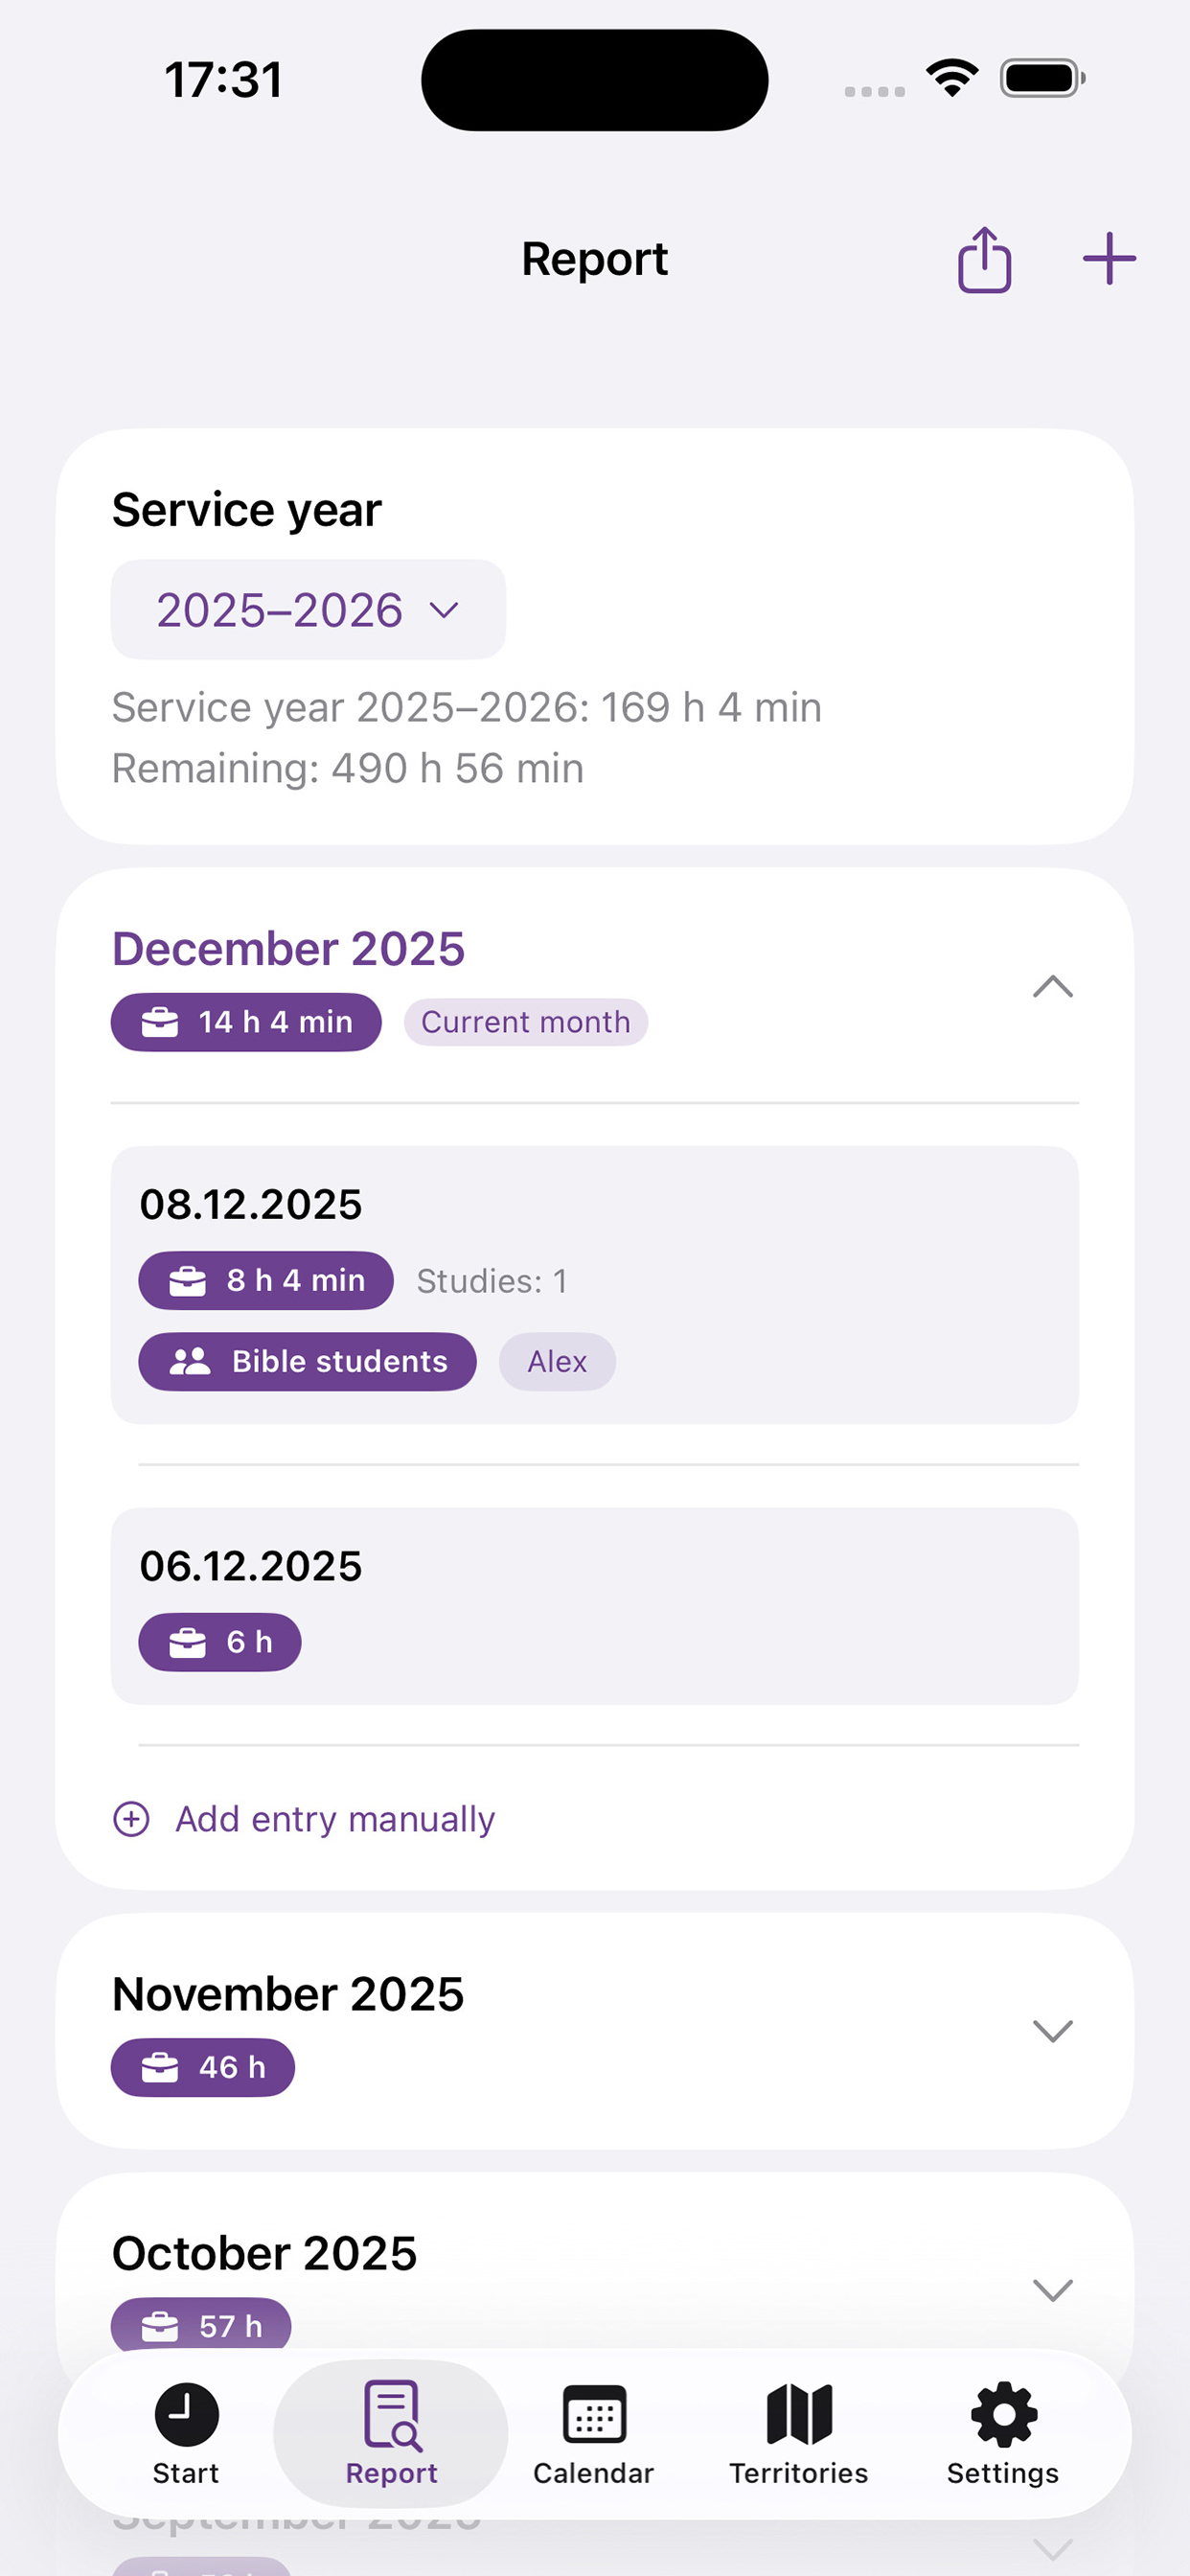 17:31
Report
Service year
2025–2026
Service year 2025–2026: 169 h 4 min
Remaining: 490 h 56 min
December 2025
14 h 4 min Current month
08.12.2025
8 h 4 min Studies: 1
Bible students Alex
06.12.2025
6 h
Add entry manually
November 2025
46 h
October 2025
57 h
Start Report Calendar Territories Settings
September 2025